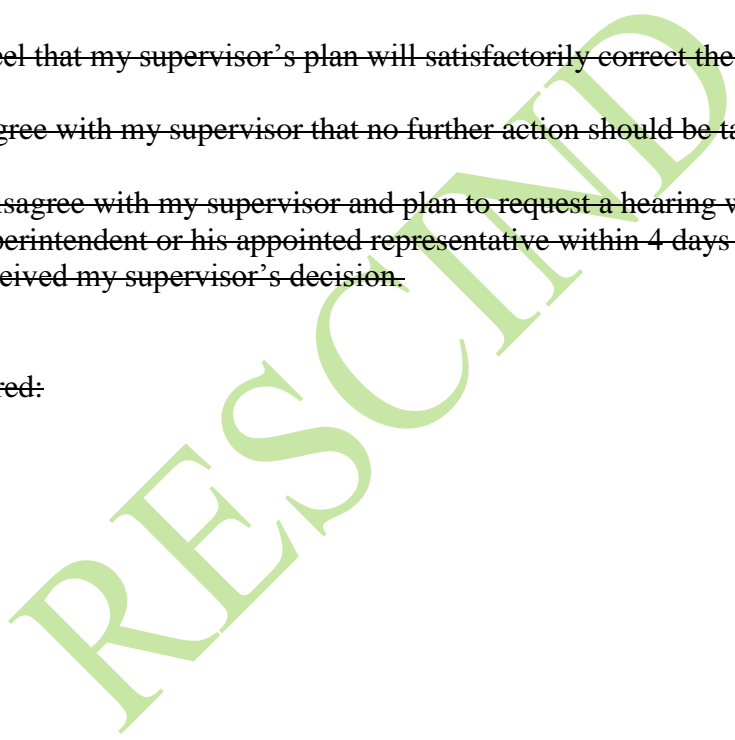 eel that my supervisor’s plan will satisfactorily correct the
gree with my supervisor that no further action should be ta
isagree with my supervisor and plan to request a hearing w
perintendent or his appointed representative within 4 days
ceived my supervisor’s decision.
red:
RESCIND